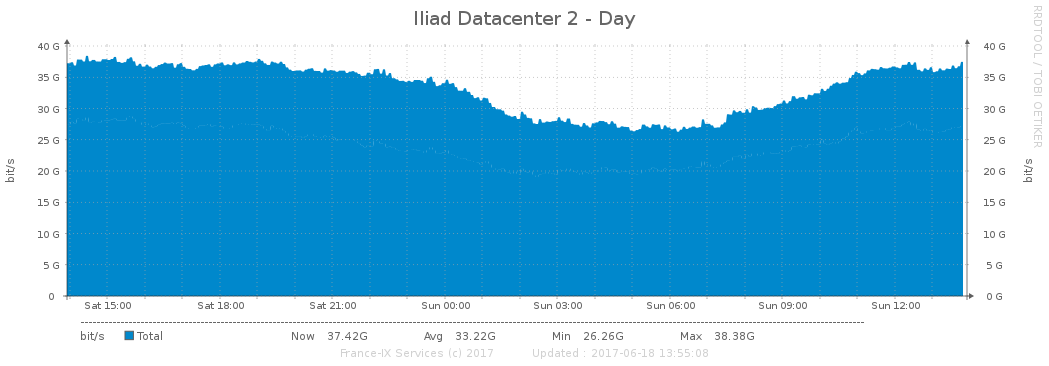 Iliad Datacenter 2 - Day
RRDTOOL / TOBI OETIKER
bit/s
40 G
35 G
30 G
25 G
20 G
15 G
10 G
5 G
0
40 G
35 G
30 G
25 G
20 G
15 G
10 G
5 G
0 G
bit/s
Sat 15:00 Sat 18:00 Sat 21:00 Sun 00:00 Sun 03:00 Sun 06:00 Sun 09:00 Sun 12:00
bit/s Total Now 37.42G Avg 33.22G Min 26.26G Max 38.38G
France-IX Services (c) 2017 Updated : 2017-06-18 13:55:08